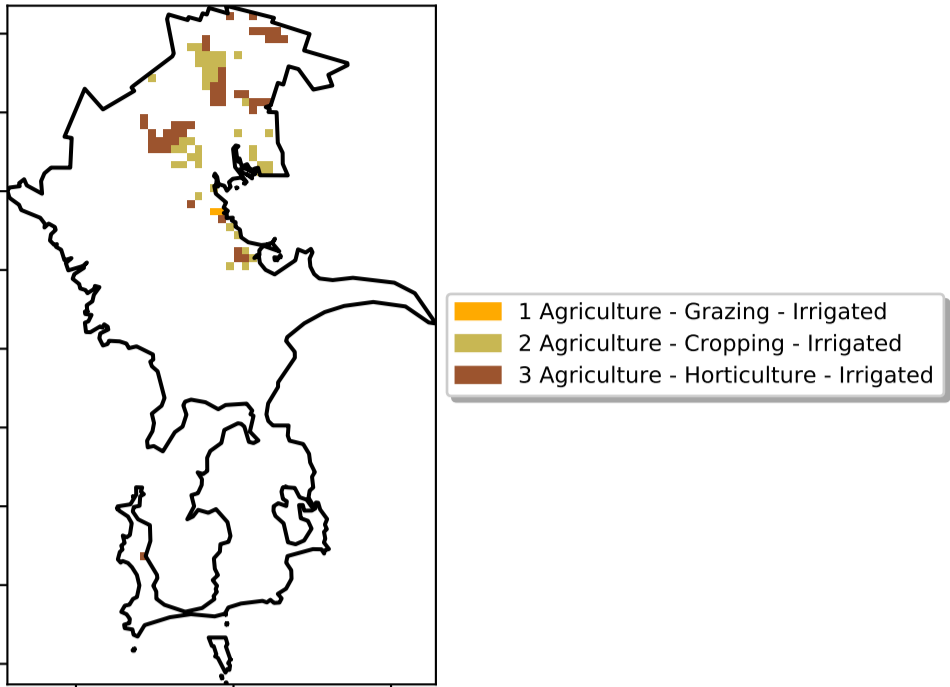 1 Agriculture - Grazing - Irrigated
2 Agriculture - Cropping - Irrigated
3 Agriculture - Horticulture - Irrigated